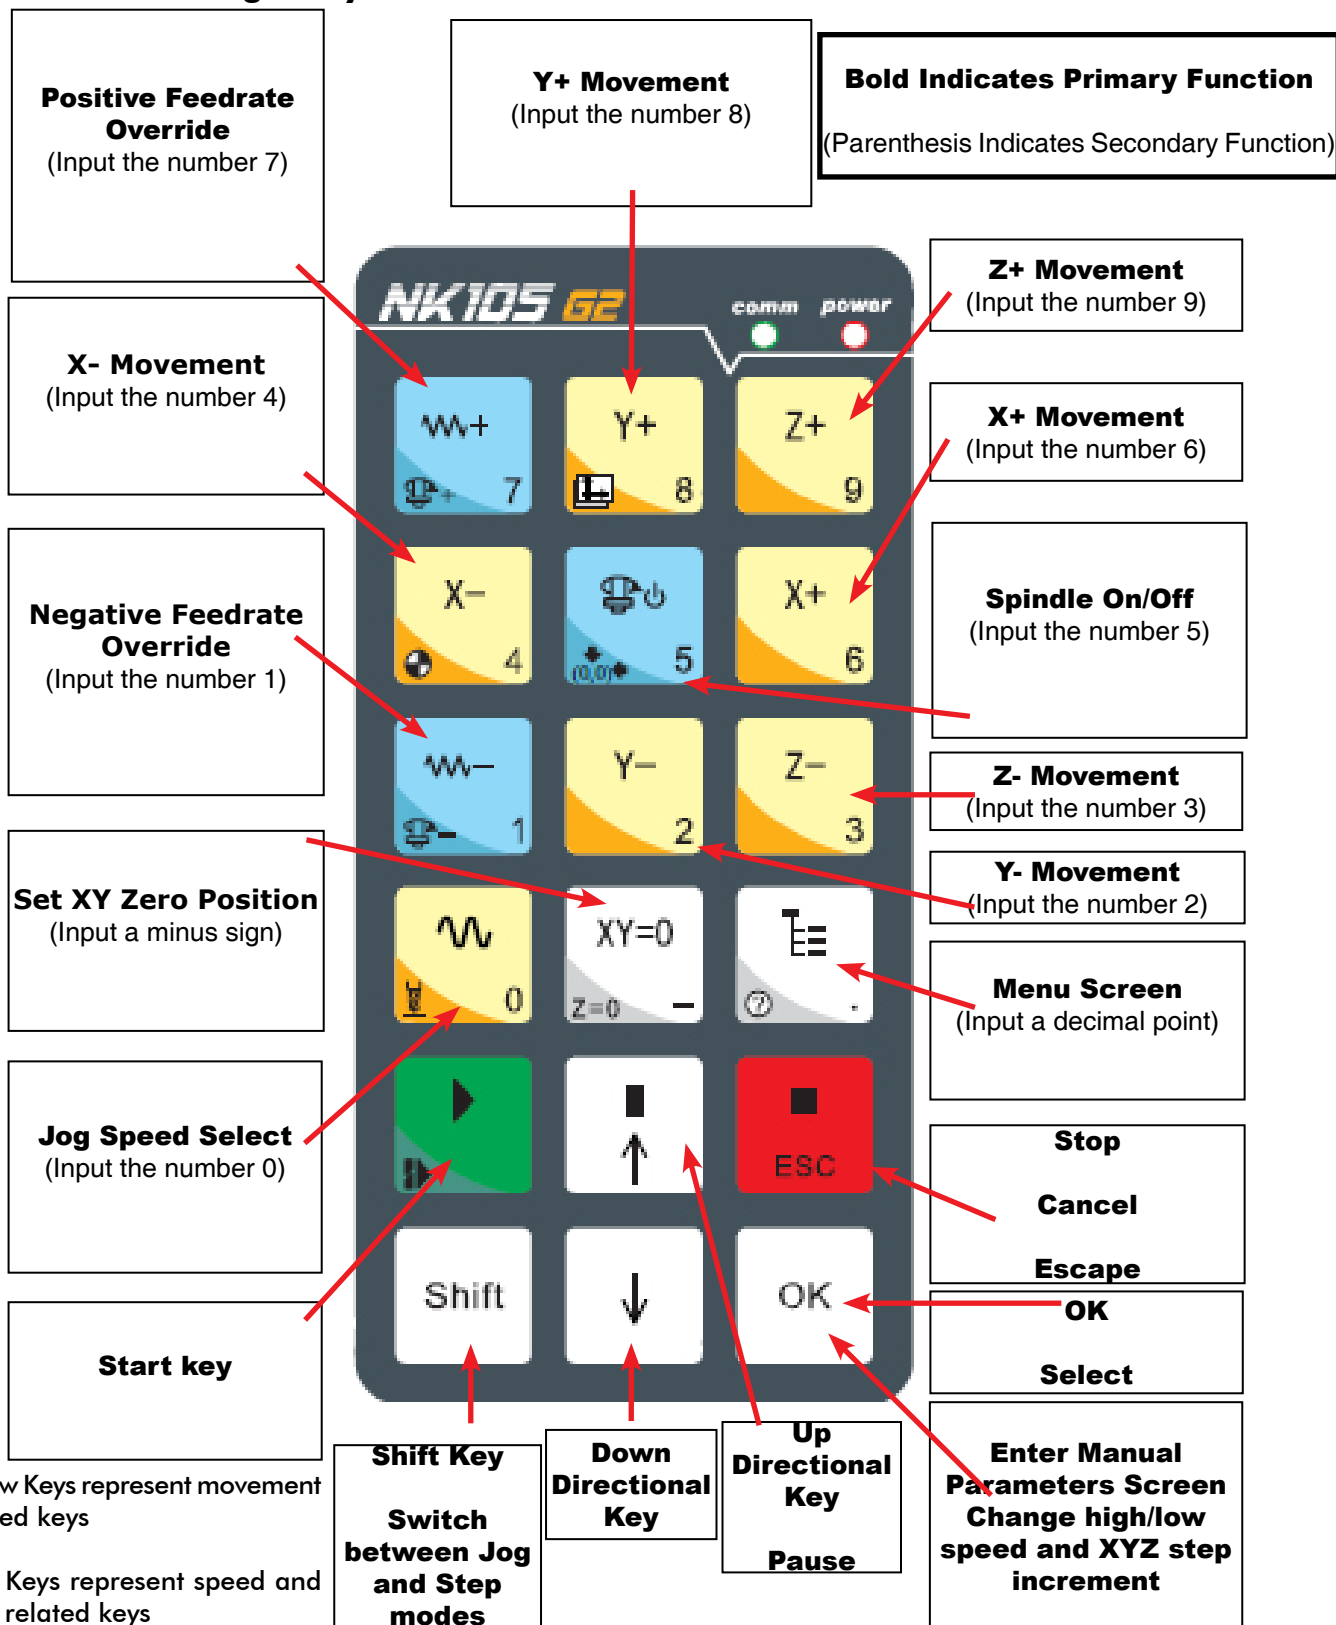 Positive Feedrate
Override
(Input the number 7)
Y+ Movement
(Input the number 8)
Bold Indicates Primary Function
(Parenthesis Indicates Secondary Function)
X- Movement
(Input the number 4)
Negative Feedrate
Override
(Input the number 1)
Set XY Zero Position
(Input a minus sign)
Jog Speed Select
(Input the number 0)
Start key
NK105 G2
comm power
+ Y+ Z+
+ 7 8 9
X- X+
4 (0,0) 5 6
- Y- Z-
- 1 2 3
XY=0
0 Z=0 - ? .
ESC
Shift OK
Z+ Movement
(Input the number 9)
X+ Movement
(Input the number 6)
Spindle On/Off
(Input the number 5)
Z- Movement
(Input the number 3)
Y- Movement
(Input the number 2)
Menu Screen
(Input a decimal point)
Stop
Cancel
Escape
OK
Select
Enter Manual
Parameters Screen
Change high/low
speed and XYZ step
increment
Shift Key
Switch
between Jog
and Step
modes
Down
Directional
Key
Up
Directional
Key
Pause
Keys represent movement
keys
Keys represent speed and
related keys